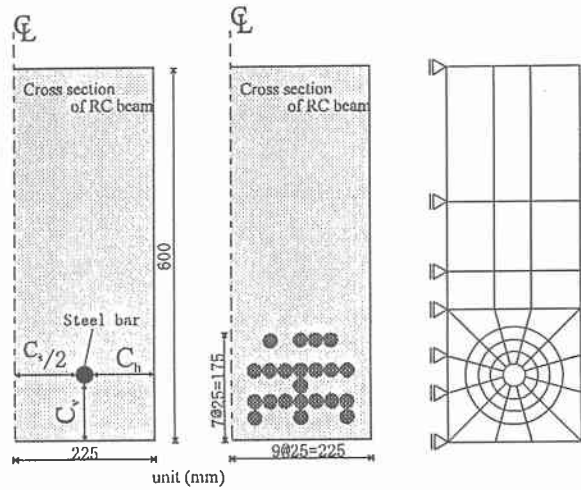 ℄
℄
Cross section
of RC beam
Cross section
of RC beam
600
Steel bar
Cs/2
Ch
Cv
7@25=175
225
9@25=225
unit (mm)